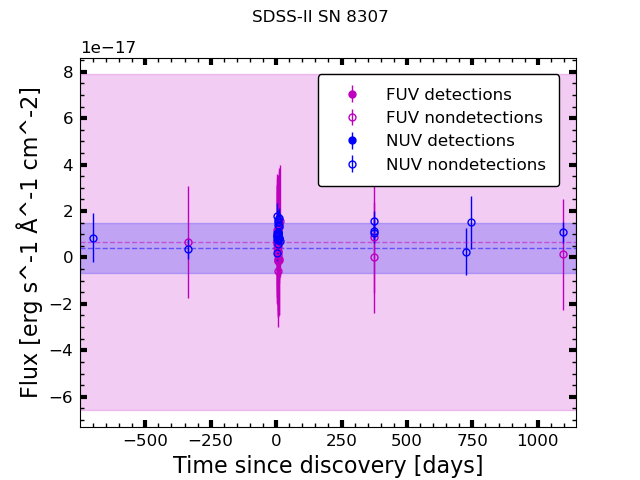 SDSS-II SN 8307
1e−17
8
6
4
2
0
−2
−4
−6
Flux [erg s^-1 Å^-1 cm^-2]
FUV detections
FUV nondetections
NUV detections
NUV nondetections
−500 −250 0 250 500 750 1000
Time since discovery [days]